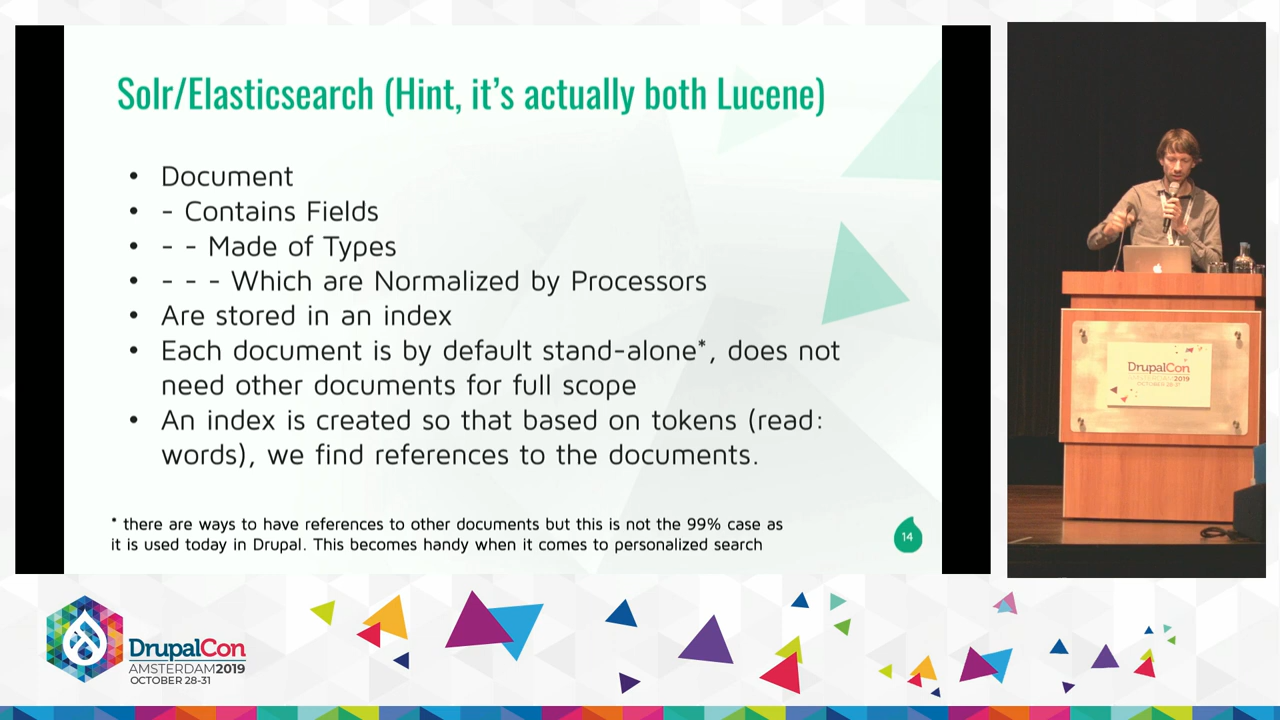 Solr/Elasticsearch (Hint, it's actually both Lucene)
• Document
• - Contains Fields
• - - Made of Types
• - - - Which are Normalized by Processors
• Are stored in an index
• Each document is by default stand-alone*, does not
need other documents for full scope
• An index is created so that based on tokens (read:
words), we find references to the documents.
* there are ways to have references to other documents but this is not the 99% case as
it is used today in Drupal. This becomes handy when it comes to personalized search
14
DrupalCon
AMSTERDAM 2019
OCTOBER 28-31
DrupalCon
AMSTERDAM2019
OCTOBER 28-31